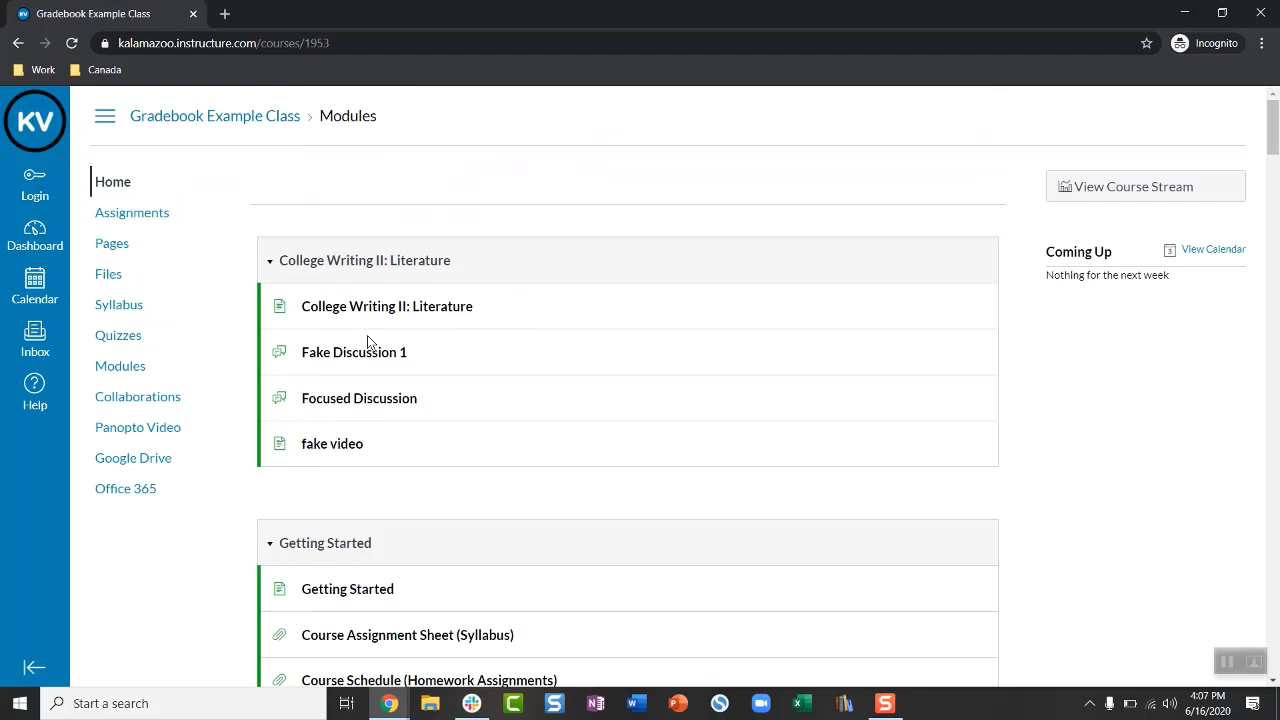 Gradebook Example Class
kalamazoo.instructure.com/courses/1953
Incognito
Work
Canada
KV
Login
Dashboard
Calendar
Inbox
Help
Gradebook Example Class › Modules
Home
Assignments
Pages
Files
Syllabus
Quizzes
Modules
Collaborations
Panopto Video
Google Drive
Office 365
College Writing II: Literature
College Writing II: Literature
Fake Discussion 1
Focused Discussion
fake video
Getting Started
Getting Started
Course Assignment Sheet (Syllabus)
Course Schedule (Homework Assignments)
View Course Stream
Coming Up
View Calendar
Nothing for the next week
Start a search
4:07 PM
6/16/2020